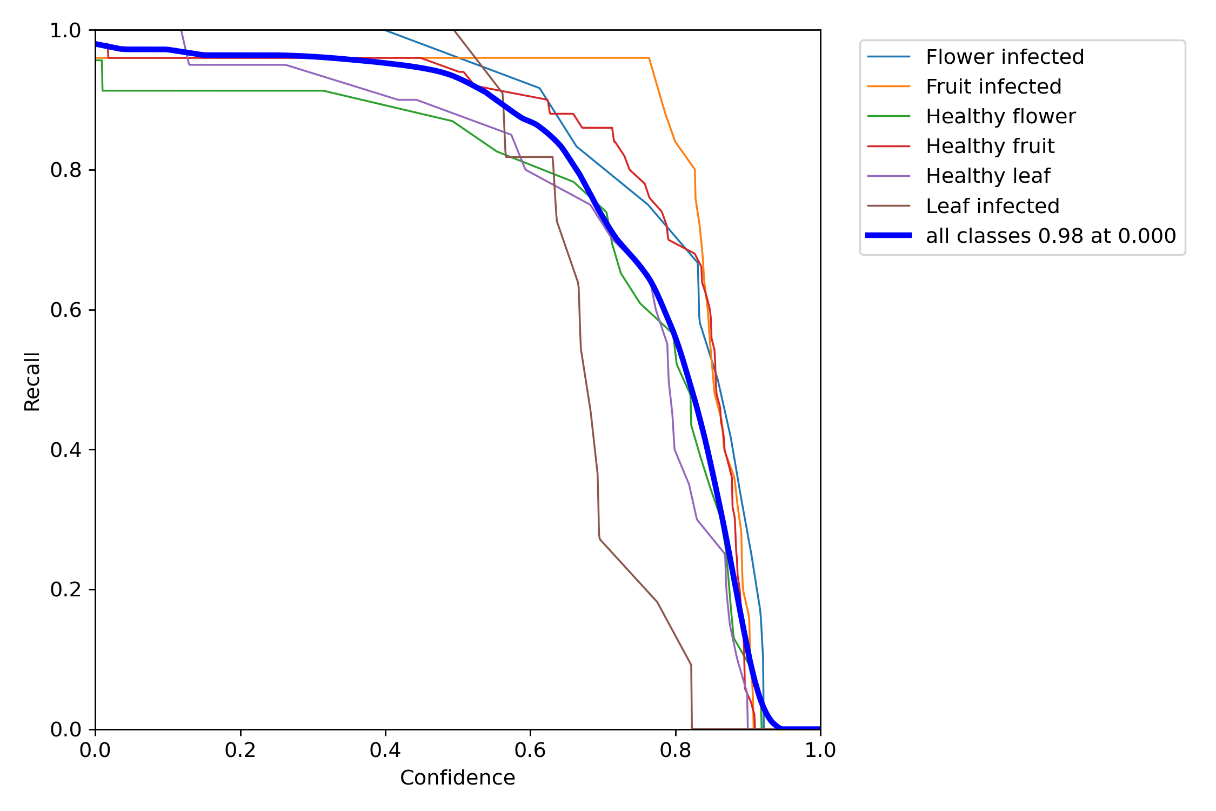 1.0
0.8
0.6
0.4
0.2
0.0
0.0 0.2 0.4 0.6 0.8 1.0
Recall
Confidence
Flower infected
Fruit infected
Healthy flower
Healthy fruit
Healthy leaf
Leaf infected
all classes 0.98 at 0.000